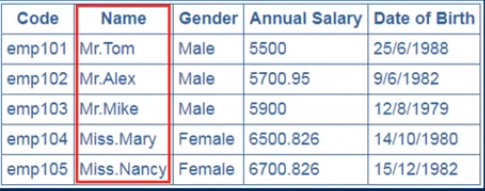 Code Name Gender Annual Salary Date of Birth
emp101 Mr.Tom Male 5500 25/6/1988
emp102 Mr.Alex Male 5700.95 9/6/1982
emp103 Mr.Mike Male 5900 12/8/1979
emp104 Miss.Mary Female 6500.826 14/10/1980
emp105 Miss.Nancy Female 6700.826 15/12/1982